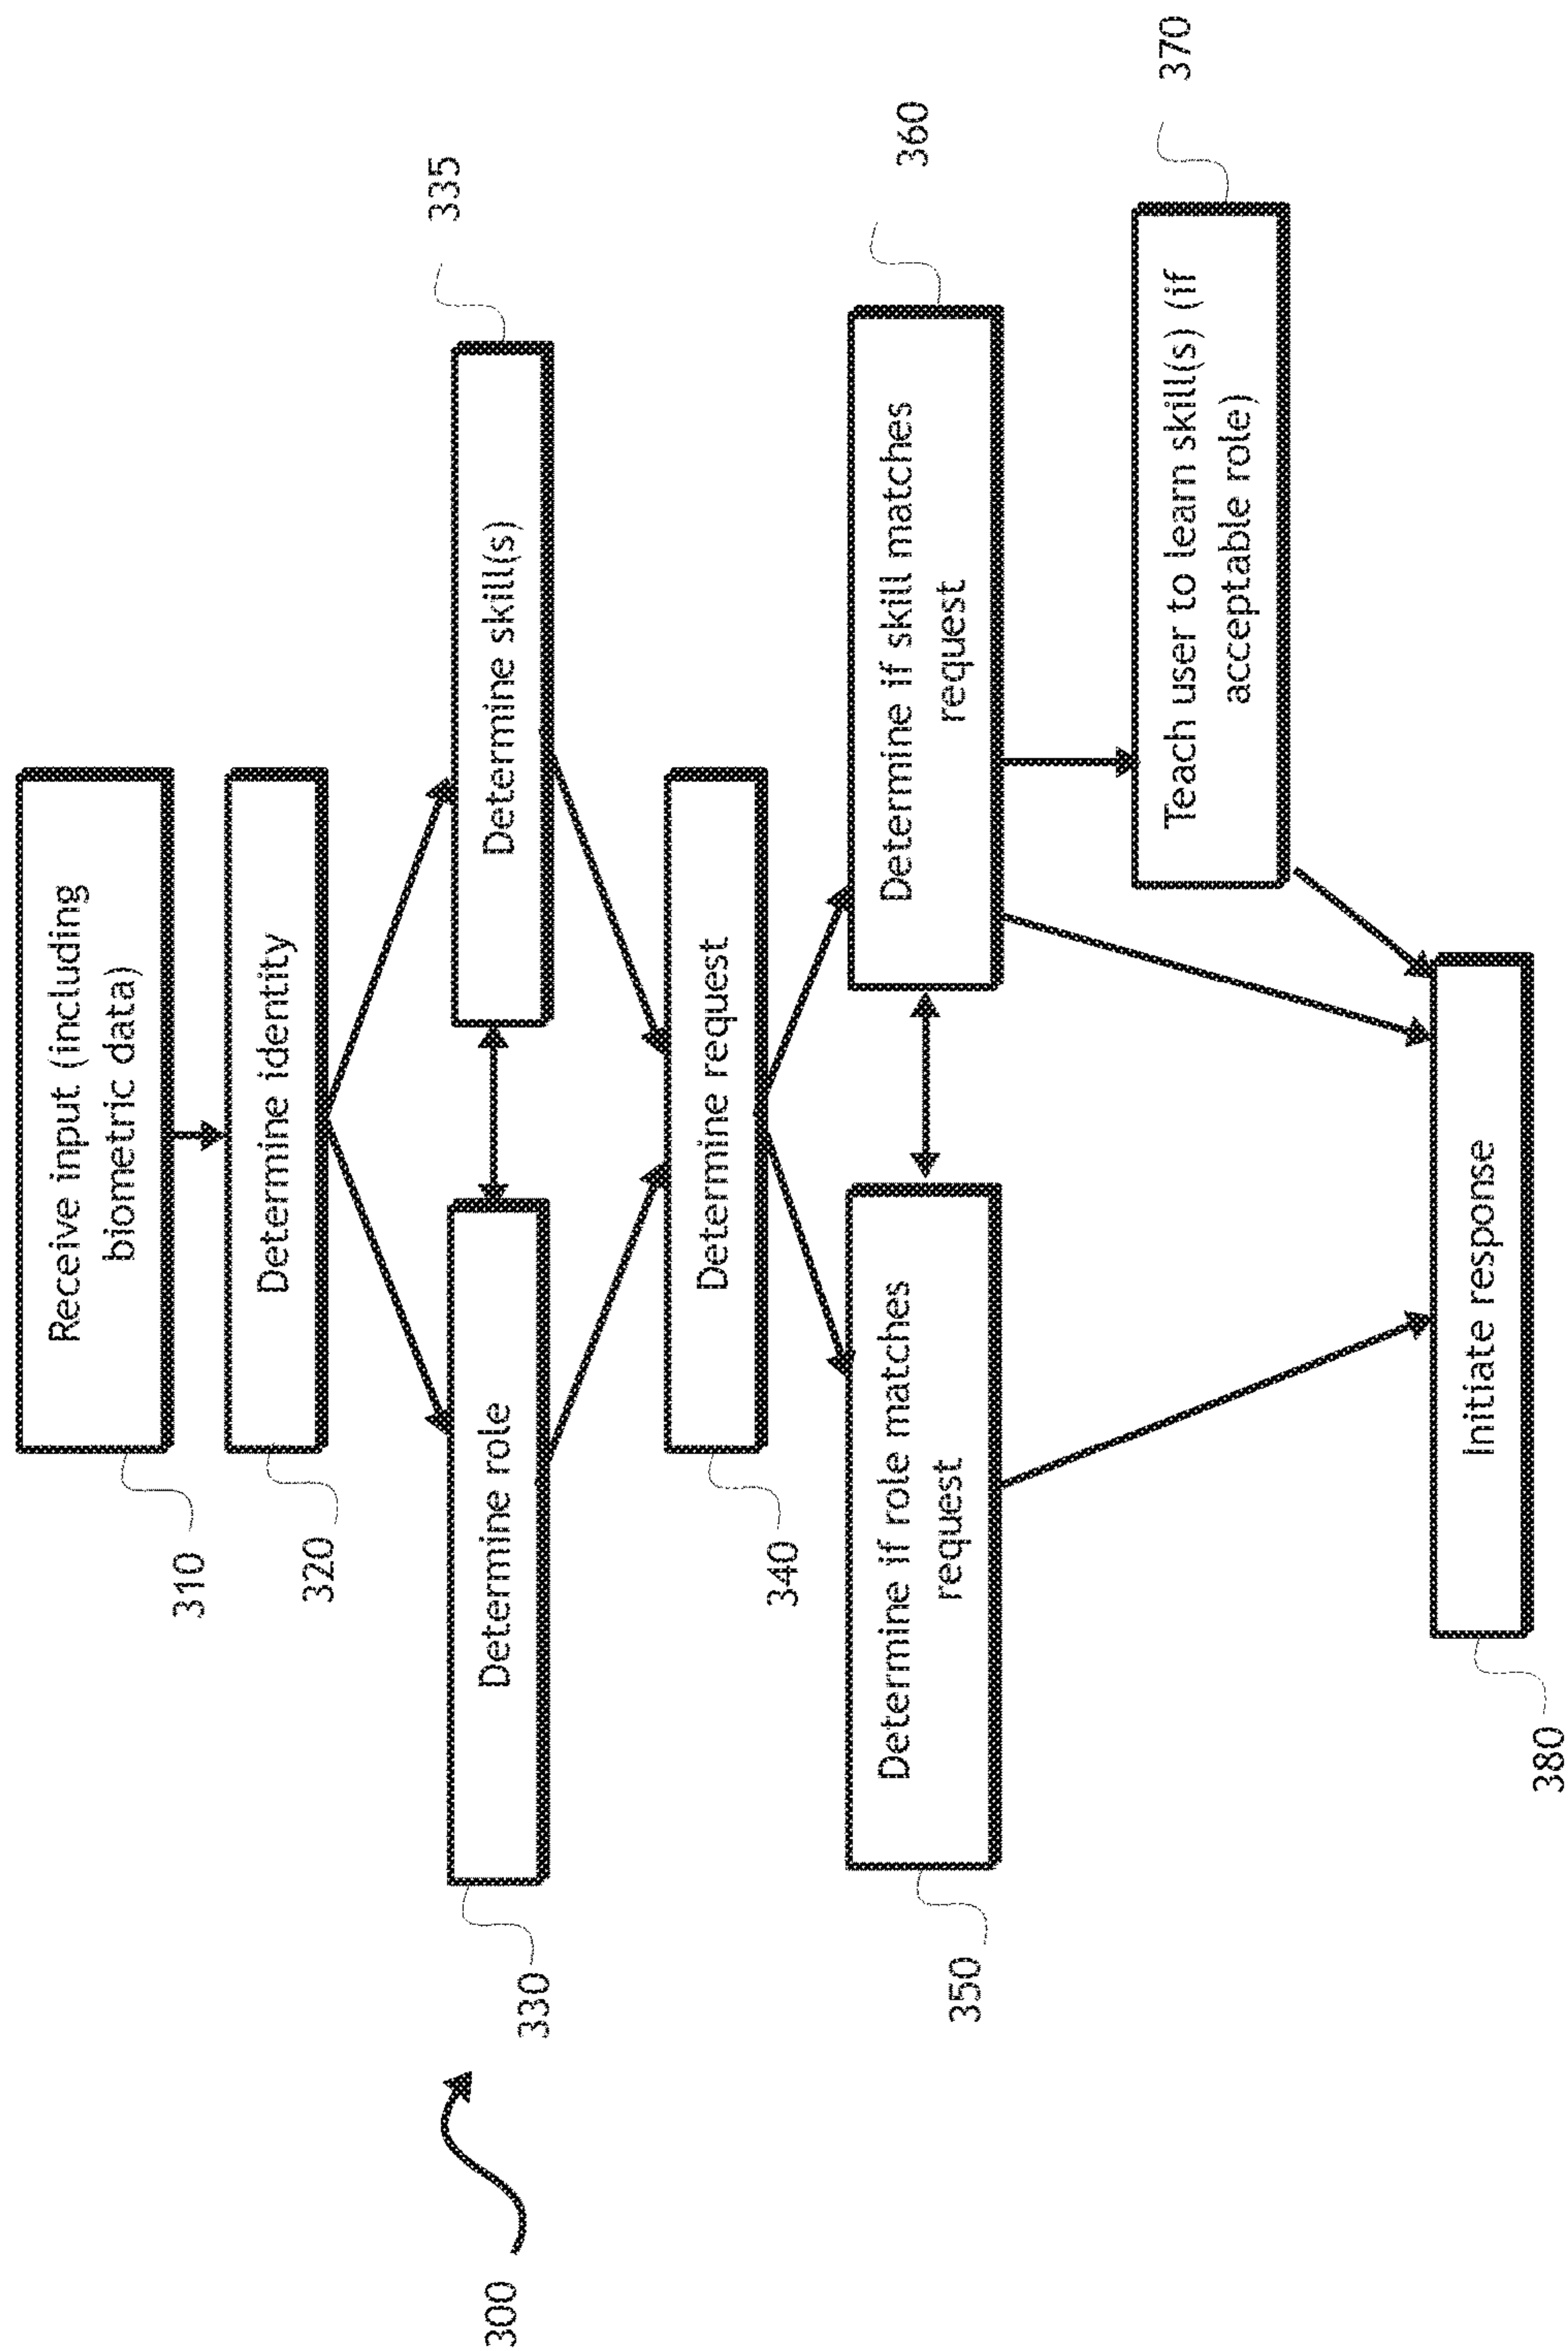 Receive input (including
biometric data)
310
Determine identity
320
335
Determine role
Determine skill(s)
330
300
Determine request
340
360
Determine if role matches
request
Determine if skill matches
request
350
370
Teach user to learn skill(s) (if
acceptable role)
Initiate response
380